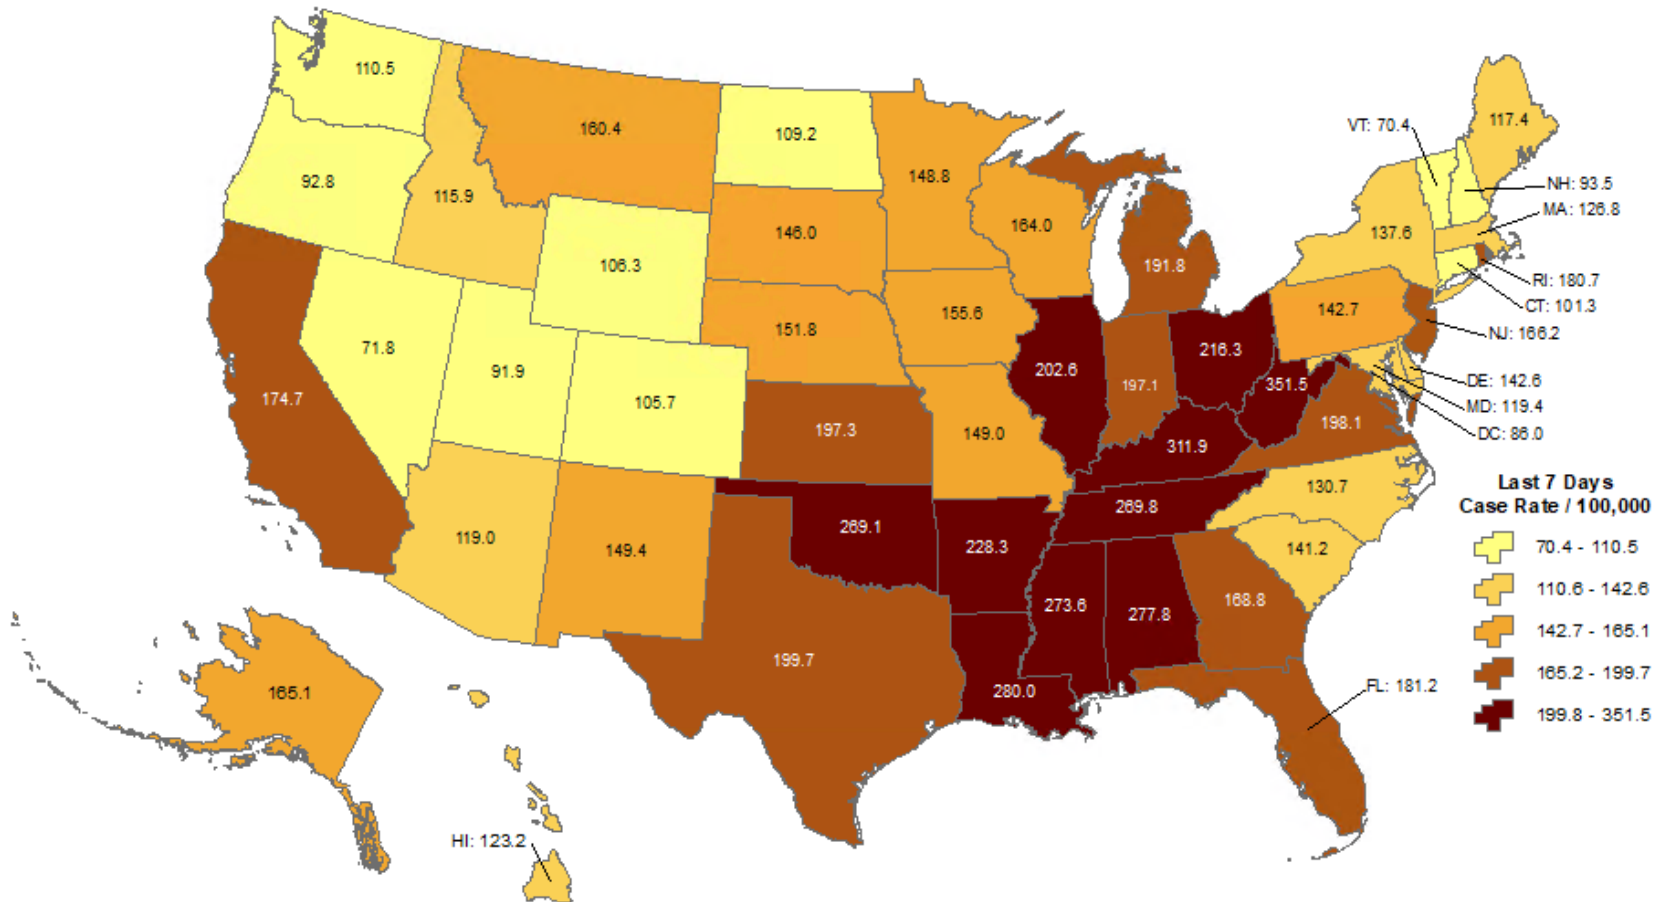 110.5
160.4
109.2
148.8
117.4
VT: 70.4
92.8
115.9
NH: 93.5
MA: 126.8
146.0
164.0
137.6
106.3
191.8
RI: 180.7
CT: 101.3
151.8
155.6
142.7
NJ: 166.2
71.8
91.9
216.3
202.6
DE: 142.6
351.5
197.1
174.7
105.7
MD: 119.4
197.3
149.0
198.1
DC: 86.0
311.9
Last 7 Days
Case Rate / 100,000
130.7
269.8
269.1
119.0
149.4
228.3
141.2
70.4 - 110.5
110.6 - 142.6
273.6
277.8
168.8
142.7 - 165.1
199.7
165.2 - 199.7
165.1
280.0
FL: 181.2
199.8 - 351.5
HI: 123.2